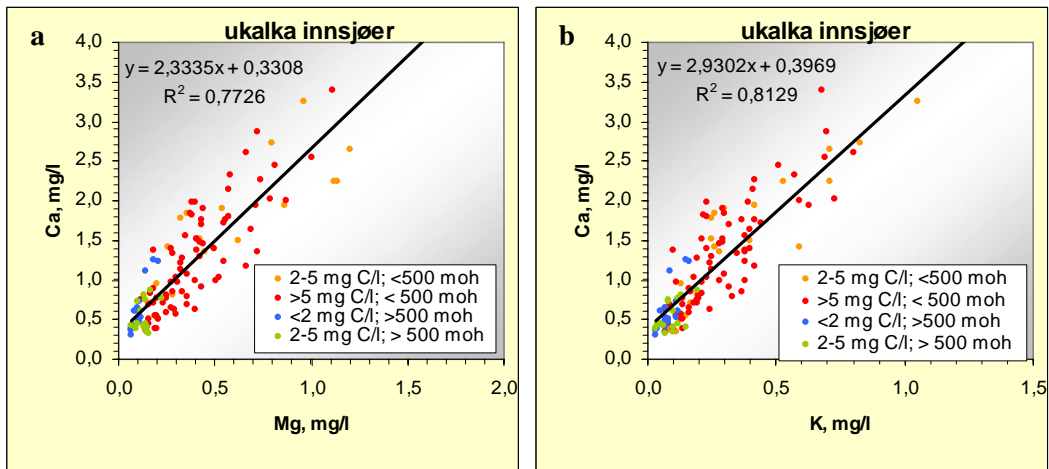 a
ukalka innsjøer
y = 2,3335x + 0,3308
R² = 0,7726
Ca, mg/l
4,0
3,5
3,0
2,5
2,0
1,5
1,0
0,5
0,0
2-5 mg C/l; <500 moh
>5 mg C/l; < 500 moh
<2 mg C/l; >500 moh
2-5 mg C/l; > 500 moh
0,0 0,5 1,0 1,5 2,0
Mg, mg/l
b
ukalka innsjøer
y = 2,9302x + 0,3969
R² = 0,8129
Ca, mg/l
4,0
3,5
3,0
2,5
2,0
1,5
1,0
0,5
0,0
2-5 mg C/l; <500 moh
>5 mg C/l; < 500 moh
<2 mg C/l; >500 moh
2-5 mg C/l; > 500 moh
0,0 0,5 1,0 1,5
K, mg/l